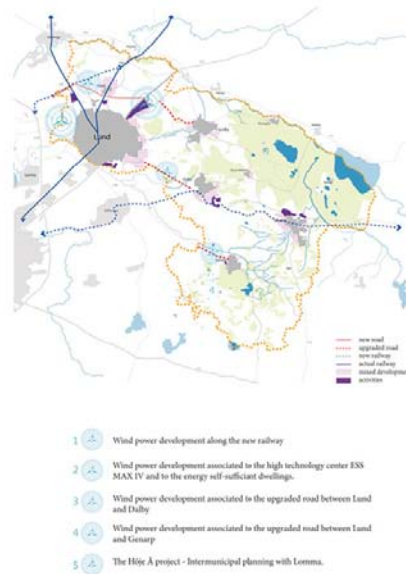 Lund
new road
upgraded road
new railway
actual railway
mixed development
activities
1 Wind power development along the new railway
2 Wind power development associated to the high technology center ESS
MAX IV and to the energy self-sufficiant dwellings.
3 Wind power development associated to the upgraded road between Lund
and Dalby
4 Wind power development associated to the upgraded road between Lund
and Genarp
5 The Höje Å project - Intermunicipal planning with Lomma.